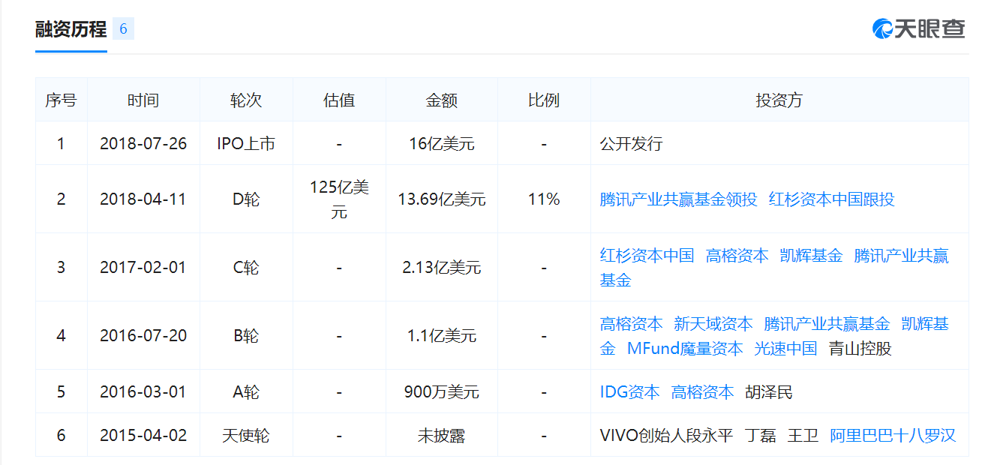 融资历程 6
天眼查
序号 时间 轮次 估值 金额 比例 投资方
1 2018-07-26 IPO上市 - 16亿美元 - 公开发行
2 2018-04-11 D轮 125亿美
元 13.69亿美元 11% 腾讯产业共赢基金领投 红杉资本中国跟投
3 2017-02-01 C轮 - 2.13亿美元 - 红杉资本中国 高榕资本 凯辉基金 腾讯产业共赢
基金
4 2016-07-20 B轮 - 1.1亿美元 - 高榕资本 新天域资本 腾讯产业共赢基金 凯辉基
金 MFund魔量资本 光速中国 青山控股
5 2016-03-01 A轮 - 900万美元 - IDG资本 高榕资本 胡泽民
6 2015-04-02 天使轮 - 未披露 - VIVO创始人段永平 丁磊 王卫 阿里巴巴十八罗汉